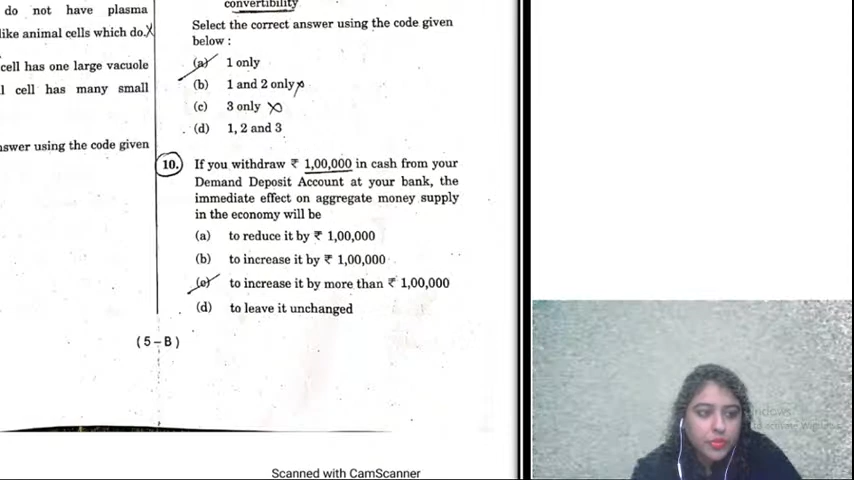 do not have plasma
like animal cells which do.
cell has one large vacuole
l cell has many small
nswer using the code given
convertibility
Select the correct answer using the code given
below :
(a) 1 only
(b) 1 and 2 only
(c) 3 only
(d) 1, 2 and 3
10. If you withdraw ₹ 1,00,000 in cash from your
Demand Deposit Account at your bank, the
immediate effect on aggregate money supply
in the economy will be
(a) to reduce it by ₹ 1,00,000
(b) to increase it by ₹ 1,00,000
(c) to increase it by more than ₹ 1,00,000
(d) to leave it unchanged
(5-B)
Scanned with CamScanner